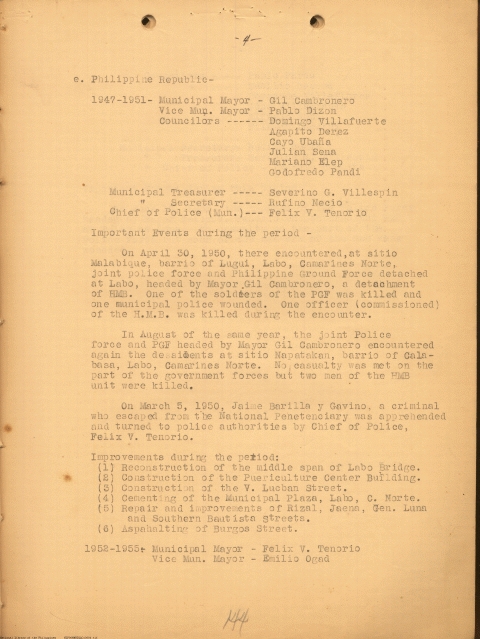 -4-
e. Philippine Republic-
1947-1951- Municipal Mayor - Gil Cambronero
Vice Mun. Mayor - Pablo Dizon
Councilors ------ Domingo Villafuerte
Agapito Derez
Cayo Ubaña
Julian Sena
Mariano Elep
Godofredo Pandi
Municipal Treasurer ----- Severino G. Villespin
" Secretary ----- Rufino Necio
Chief of Police (Mun.)--- Felix V. Tenorio
Important Events during the period -
On April 30, 1950, there encountered,at sitio
Malabique, barrio of Lugui, Labo, Camarines Norte,
joint police force and Philippine Ground Force detached
at Labo, headed by Mayor Gil Cambronero, a detachment
of HMB. One of the soldiers of the PGF was killed and
one municipal police wounded. One officer (commissioned)
of the H.M.B. was killed during the encounter.
In August of the same year, the joint Police
force and PGF headed by Mayor Gil Cambronero encountered
again the dessidents at sitio Napatakan, barrio of Cala-
basa, Labo, Camarines Norte. No casualty was met on the
part of the government forces but two men of the HMB
unit were killed.
On March 5, 1950, Jaime Barilla y Gavino, a criminal
who escaped from the National Penetenciary was apprehended
and turned to police authorities by Chief of Police,
Felix V. Tenorio.
Improvements during the period:
(1) Reconstruction of the middle span of Labo Bridge.
(2) Construction of the Puericulture Center Building.
(3) Construction of the V. Lucban Street.
(4) Cementing of the Municipal Plaza, Labo, C. Norte.
(5) Repair and improvements of Rizal, Jaena, Gen. Luna
and Southern Bautista Streets.
(6) Aspahalting of Burgos Street.
1952-1953: Municipal Mayor - Felix V. Tenorio
Vice Mun. Mayor - Emilio Ogad
144